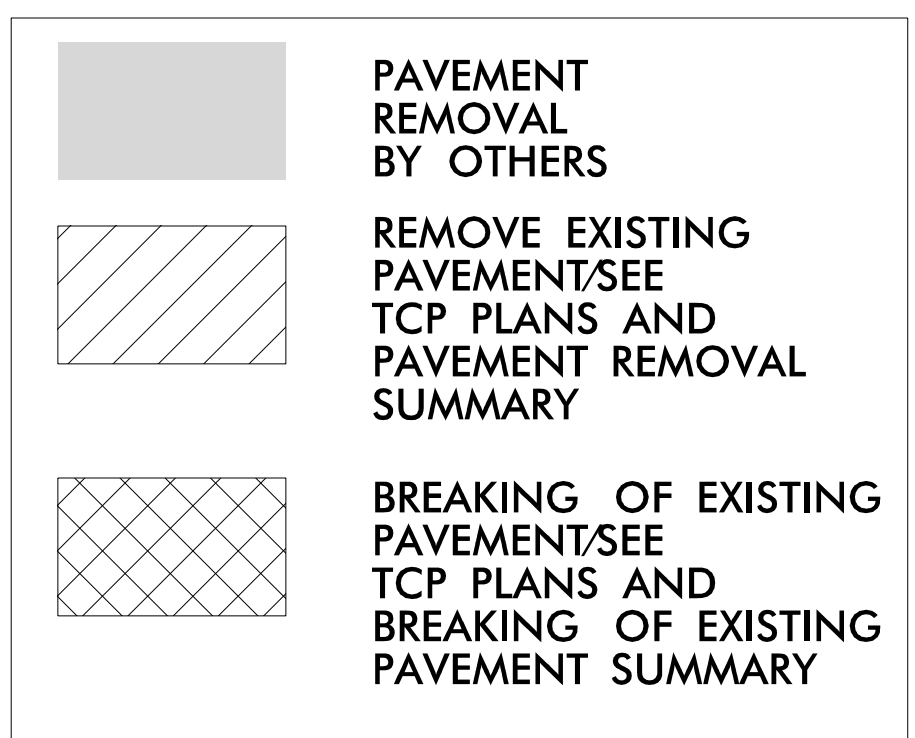 PAVEMENT
REMOVAL
BY OTHERS
REMOVE EXISTING
PAVEMENT/SEE
TCP PLANS AND
PAVEMENT REMOVAL
SUMMARY
BREAKING OF EXISTING
PAVEMENT/SEE
TCP PLANS AND
BREAKING OF EXISTING
PAVEMENT SUMMARY